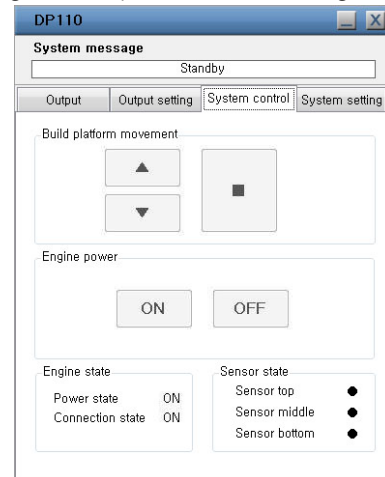 DP110
System message
Standby
Output Output setting System control System setting
Build platform movement
Engine power
ON OFF
Engine state
Power state ON
Connection state ON
Sensor state
Sensor top
Sensor middle
Sensor bottom